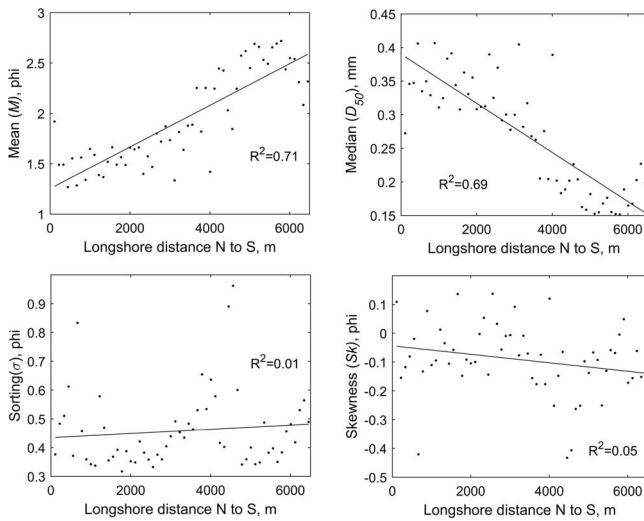 3
2.5
2
1.5
1
Mean (M), phi
R²=0.71
0 2000 4000 6000
Longshore distance N to S, m
0.4
0.35
0.3
0.25
0.2
0.15
Median (D₅₀), mm
R²=0.69
0 2000 4000 6000
Longshore distance N to S, m
0.9
0.8
0.7
0.6
0.5
0.4
0.3
Sorting(σ), phi
R²=0.01
0 2000 4000 6000
Longshore distance N to S, m
0.1
0
-0.1
-0.2
-0.3
-0.4
-0.5
Skewness (Sk), phi
R²=0.05
0 2000 4000 6000
Longshore distance N to S, m